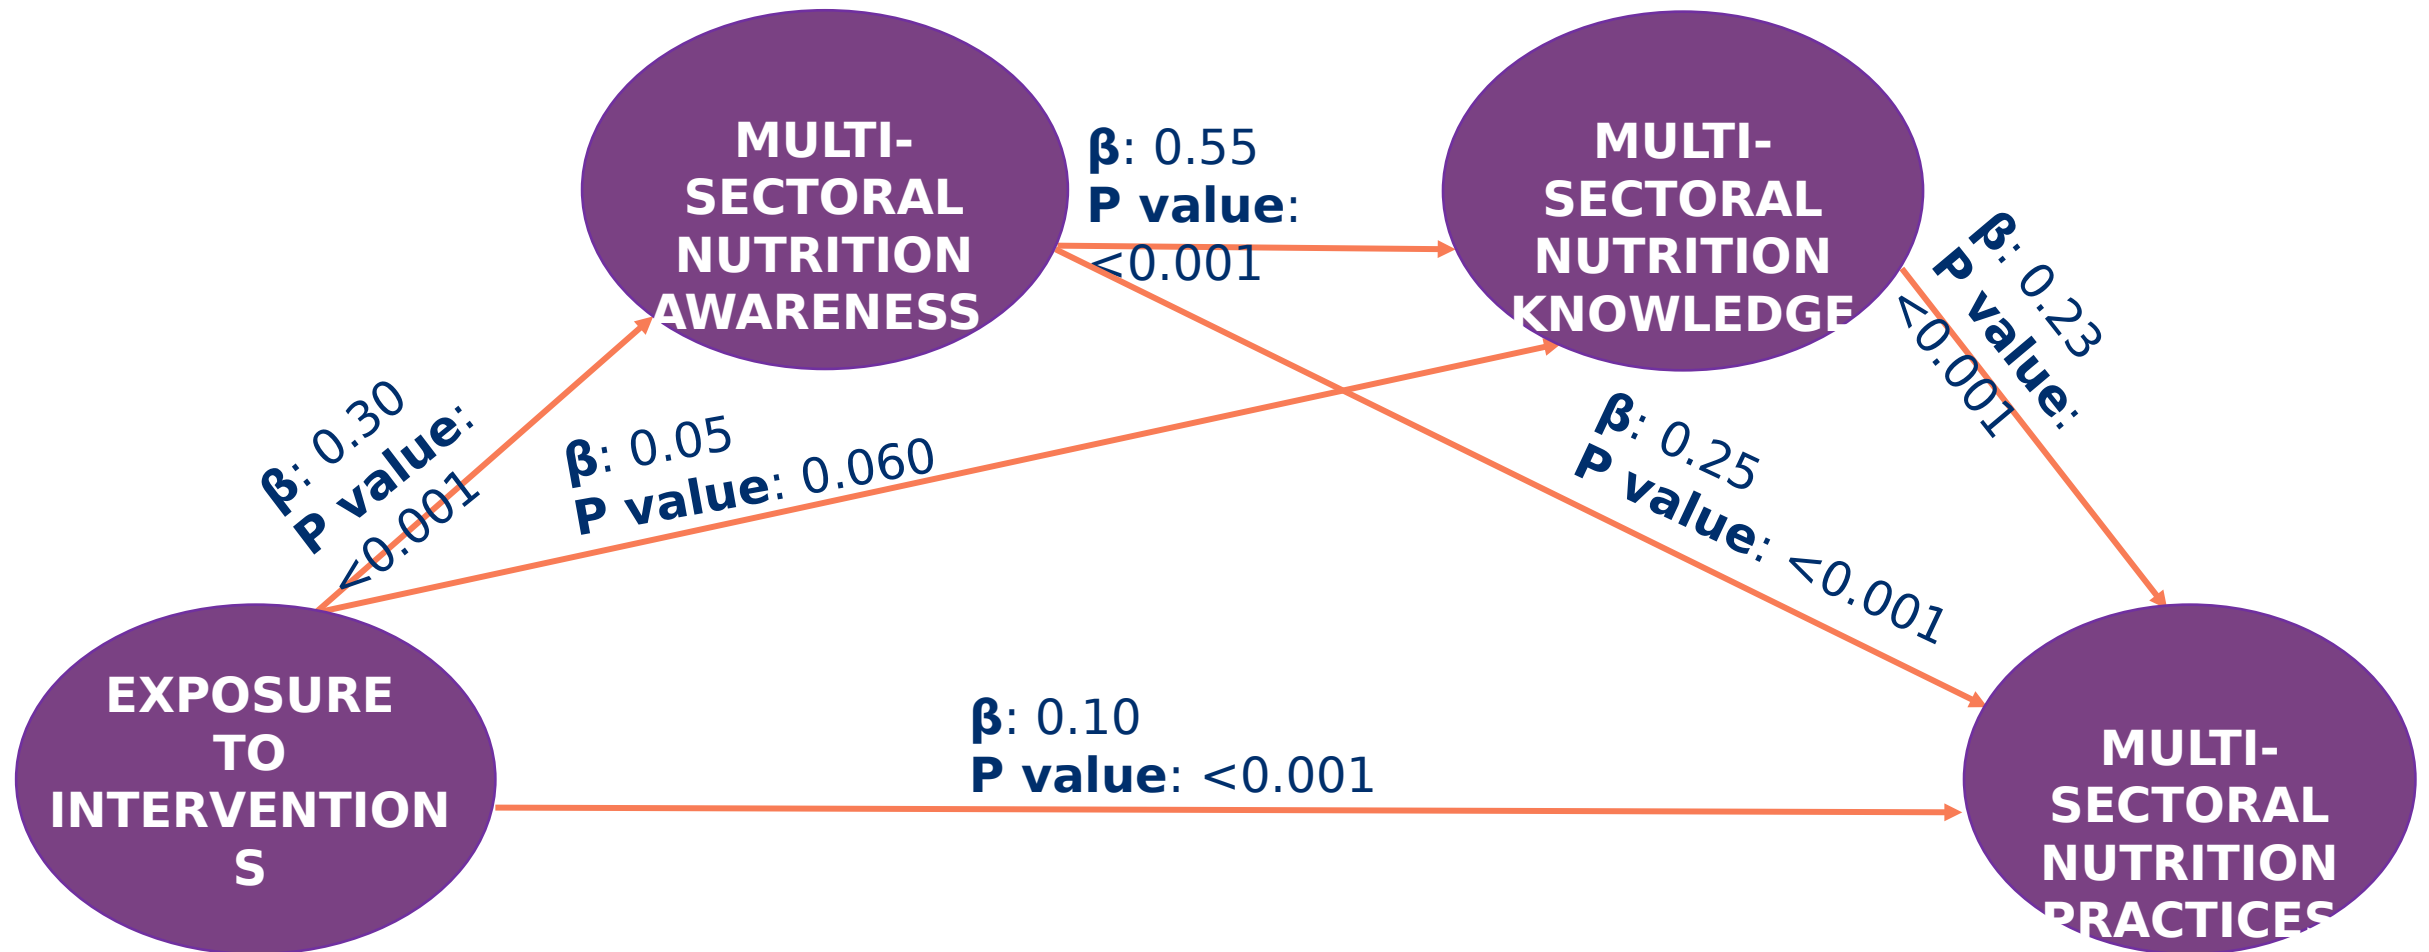 MULTI-
SECTORAL
NUTRITION
AWARENESS
β: 0.55
P value:
<0.001
MULTI-
SECTORAL
NUTRITION
KNOWLEDGE
β: 0.23
P value:
<0.001
β: 0.30
P value:
<0.001
β: 0.05
P value: 0.060
β: 0.25
P value: <0.001
EXPOSURE
TO
INTERVENTION
S
β: 0.10
P value: <0.001
MULTI-
SECTORAL
NUTRITION
PRACTICES